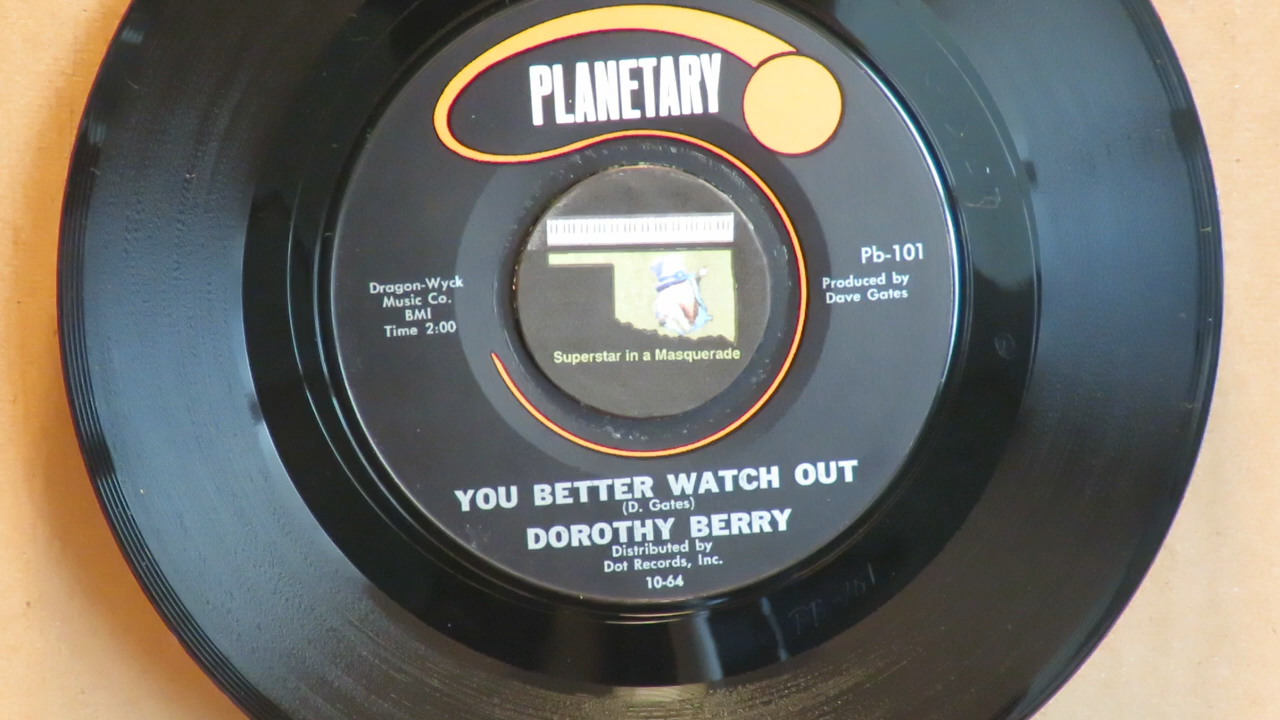 PLANETARY
Dragon-Wyck
Music Co.
BMI
Time 2:00
Pb-101
Produced by
Dave Gates
Superstar in a Masquerade
YOU BETTER WATCH OUT
(D. Gates)
DOROTHY BERRY
Distributed by
Dot Records, Inc.
10-64